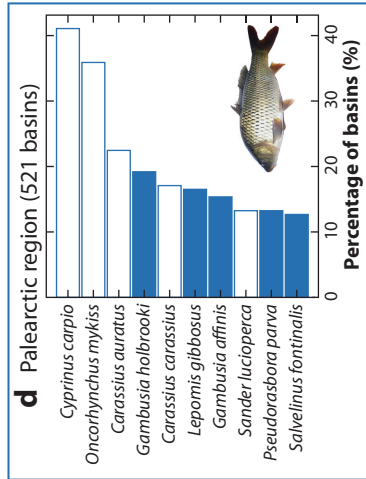 d Palearctic region (521 basins)
Cyprinus carpio
Oncorhynchus mykiss
Carassius auratus
Gambusia holbrooki
Carassius carassius
Lepomis gibbosus
Gambusia affinis
Sander lucioperca
Pseudorasbora parva
Salvelinus fontinalis
0 10 20 30 40
Percentage of basins (%)